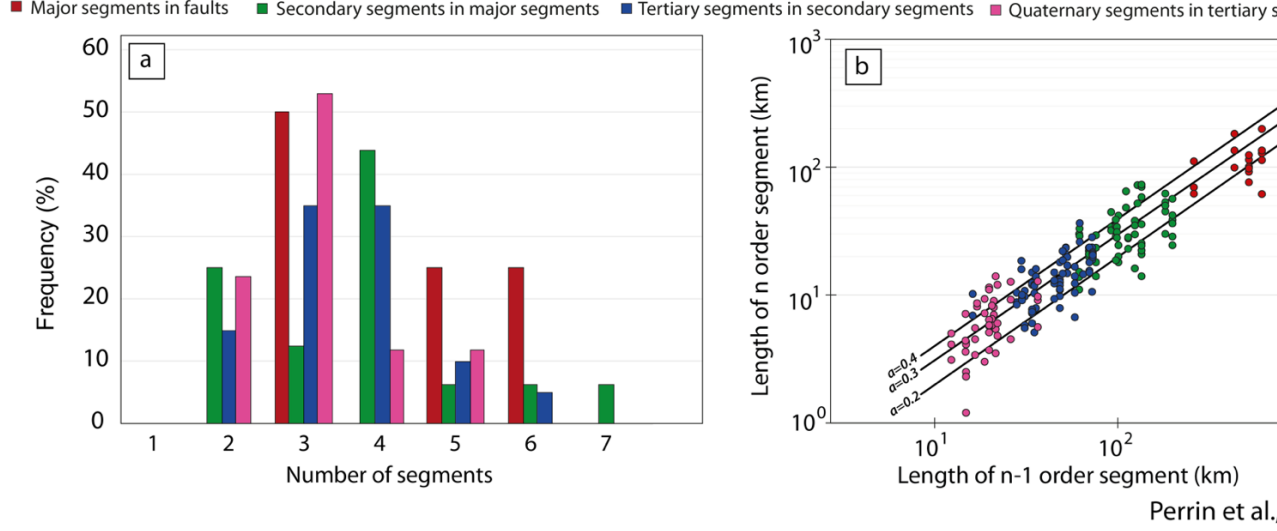 Major segments in faults Secondary segments in major segments Tertiary segments in secondary segments Quaternary segments in tertiary s
a
60
50
40
30
20
10
0
Frequency (%)
1 2 3 4 5 6 7
Number of segments
b
10³
10²
10¹
10⁰
Length of n order segment (km)
a=0.4
a=0.3
a=0.2
10¹ 10²
Length of n-1 order segment (km)
Perrin et al.,